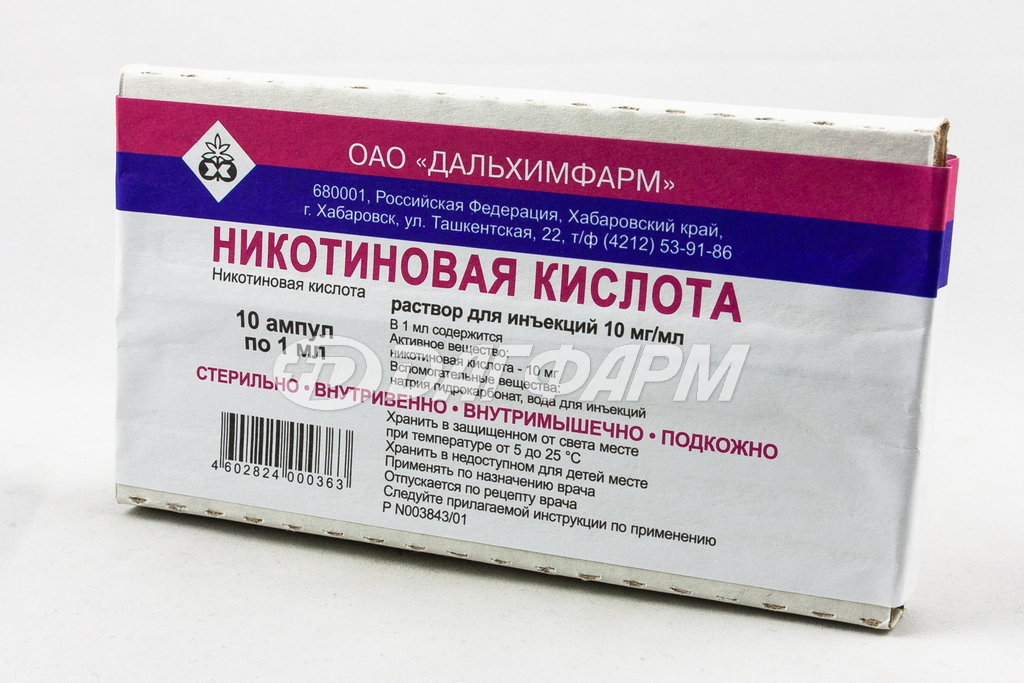 ОАО «ДАЛЬХИМФАРМ»
680001, Российская Федерация, Хабаровский край,
г. Хабаровск, ул. Ташкентская, 22, т/ф (4212) 53-91-86
НИКОТИНОВАЯ КИСЛОТА
Никотиновая кислота
раствор для инъекций 10 мг/мл
10 ампул
по 1 мл
В 1 мл содержится
Активное вещество:
никотиновая кислота - 10 мг
Вспомогательные вещества:
натрия гидрокарбонат, вода для инъекций
ДАГФАРМ
СТЕРИЛЬНО • ВНУТРИВЕННО • ВНУТРИМЫШЕЧНО • ПОДКОЖНО
Хранить в защищенном от света месте
при температуре от 5 до 25 °С
Хранить в недоступном для детей месте
Применять по назначению врача
Отпускается по рецепту врача
Следуйте прилагаемой инструкции по применению
Р N003843/01
4 602824 000363